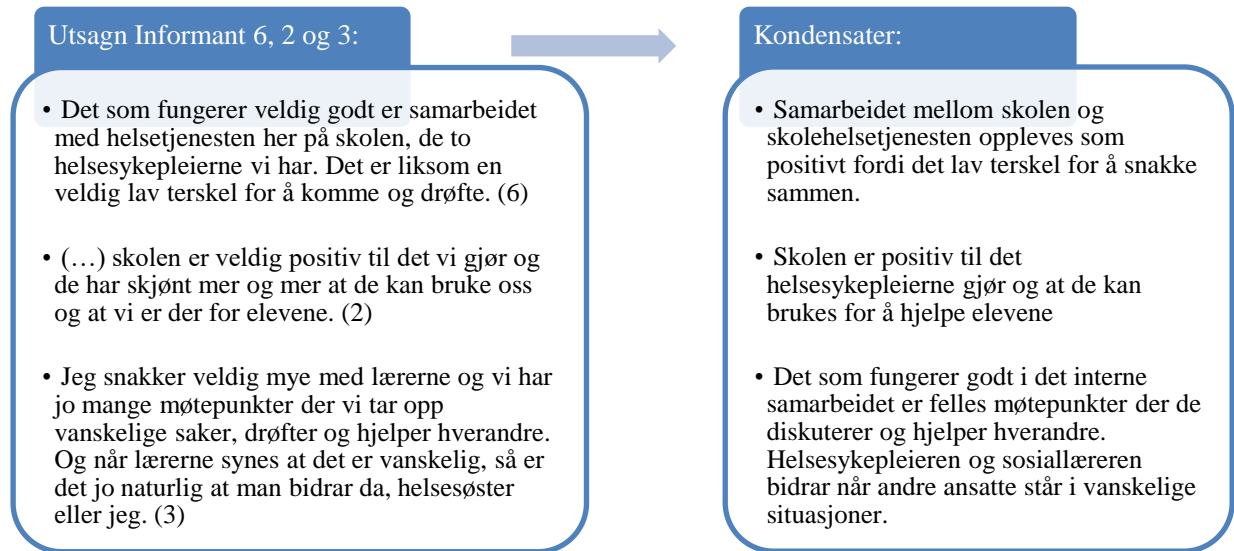 Utsagn Informant 6, 2 og 3:
• Det som fungerer veldig godt er samarbeidet
med helsetjenesten her på skolen, de to
helsesykepleierne vi har. Det er liksom en
veldig lav terskel for å komme og drøfte. (6)
• (…) skolen er veldig positiv til det vi gjør og
de har skjønt mer og mer at de kan bruke oss
og at vi er der for elevene. (2)
• Jeg snakker veldig mye med lærerne og vi har
jo mange møtepunkter der vi tar opp
vanskelige saker, drøfter og hjelper hverandre.
Og når lærerne synes at det er vanskelig, så er
det jo naturlig at man bidrar da, helsesøster
eller jeg. (3)
Kondensater:
• Samarbeidet mellom skolen og
skolehelsetjenesten oppleves som
positivt fordi det lav terskel for å snakke
sammen.
• Skolen er positiv til det
helsesykepleierne gjør og at de kan
brukes for å hjelpe elevene
• Det som fungerer godt i det interne
samarbeidet er felles møtepunkter der de
diskuterer og hjelper hverandre.
Helsesykepleieren og sosiallæreren
bidrar når andre ansatte står i vanskelige
situasjoner.